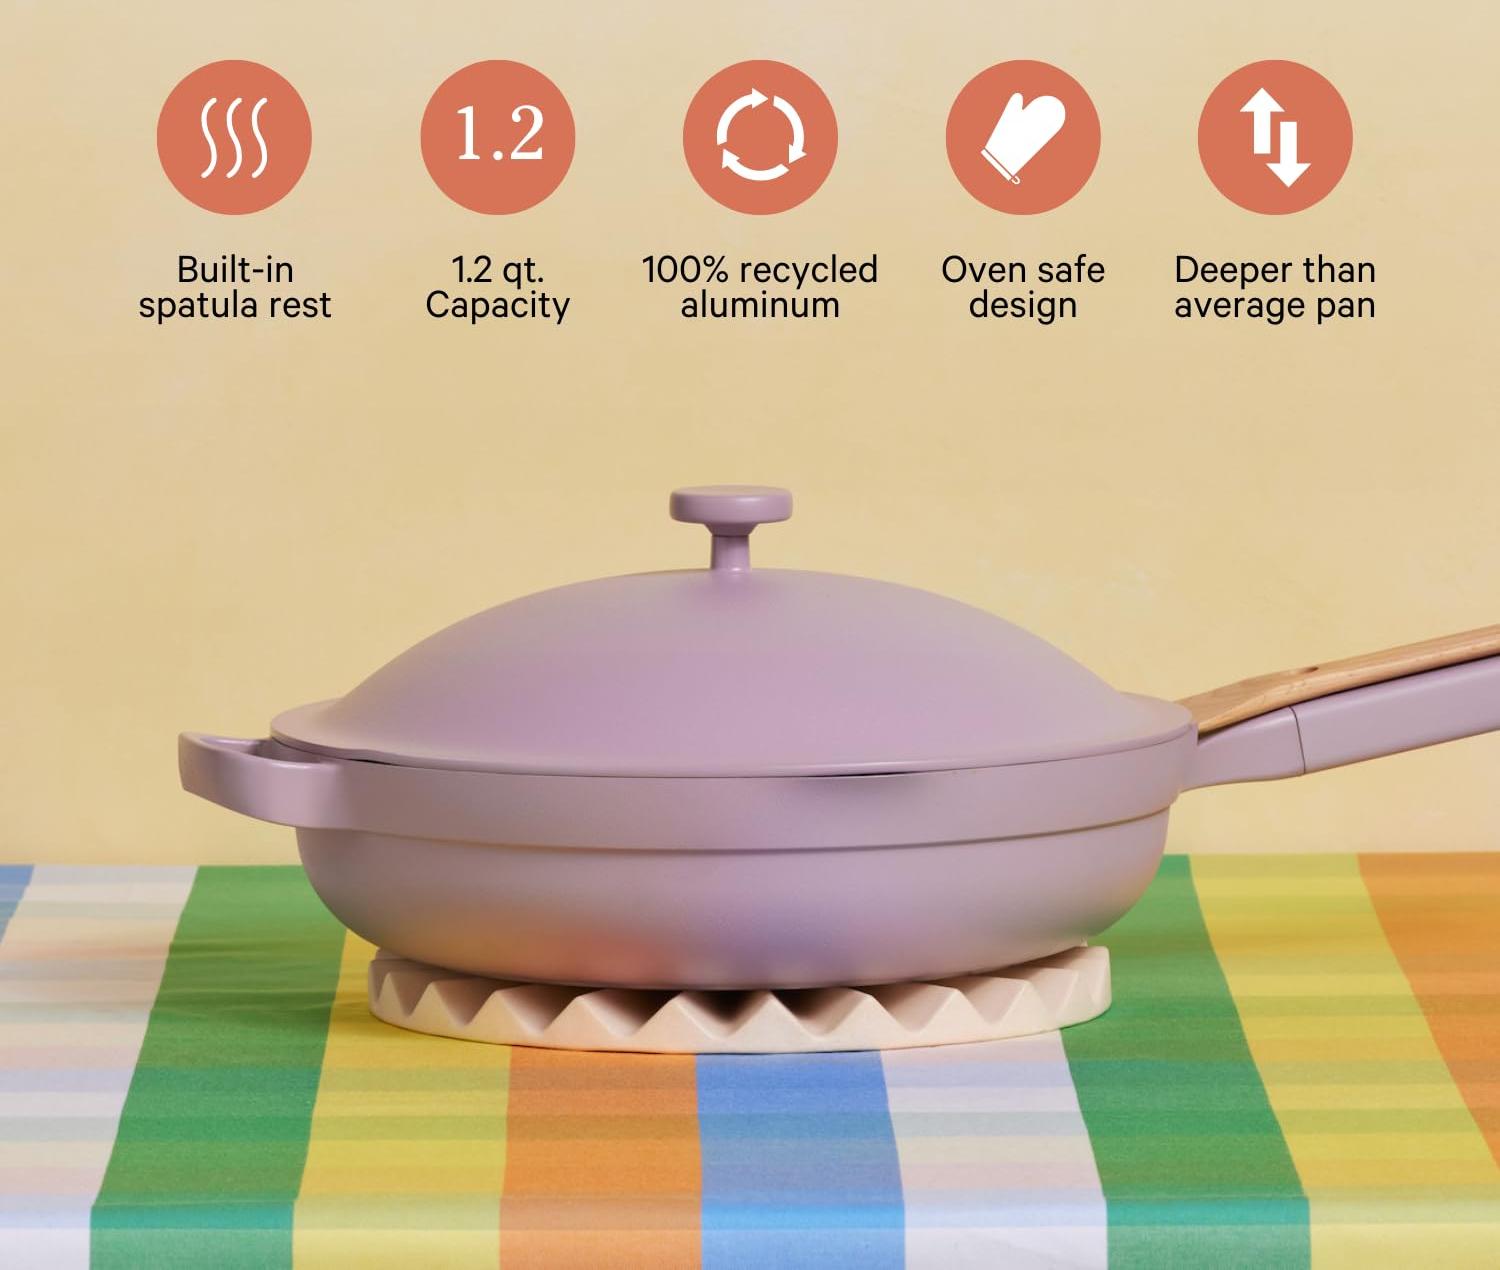 1.2
Built-in
spatula rest
1.2 qt.
Capacity
100% recycled
aluminum
Oven safe
design
Deeper than
average pan